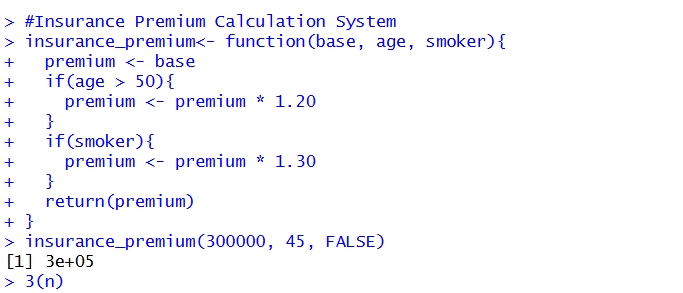 > #Insurance Premium Calculation System
> insurance_premium<- function(base, age, smoker){
+   premium <- base
+   if(age > 50){
+     premium <- premium * 1.20
+   }
+   if(smoker){
+     premium <- premium * 1.30
+   }
+   return(premium)
+ }
> insurance_premium(300000, 45, FALSE)
[1] 3e+05
> 3(n)